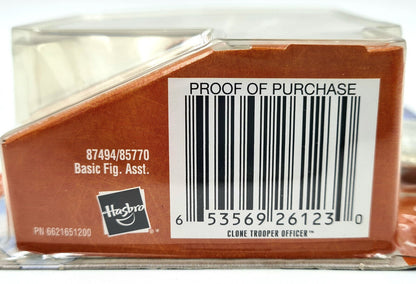 PROOF OF PURCHASE
87494/85770
Basic Fig. Asst.
Hasbro
®*
PN 6621651200
6 53569 26123 0
CLONE TROOPER OFFICER™